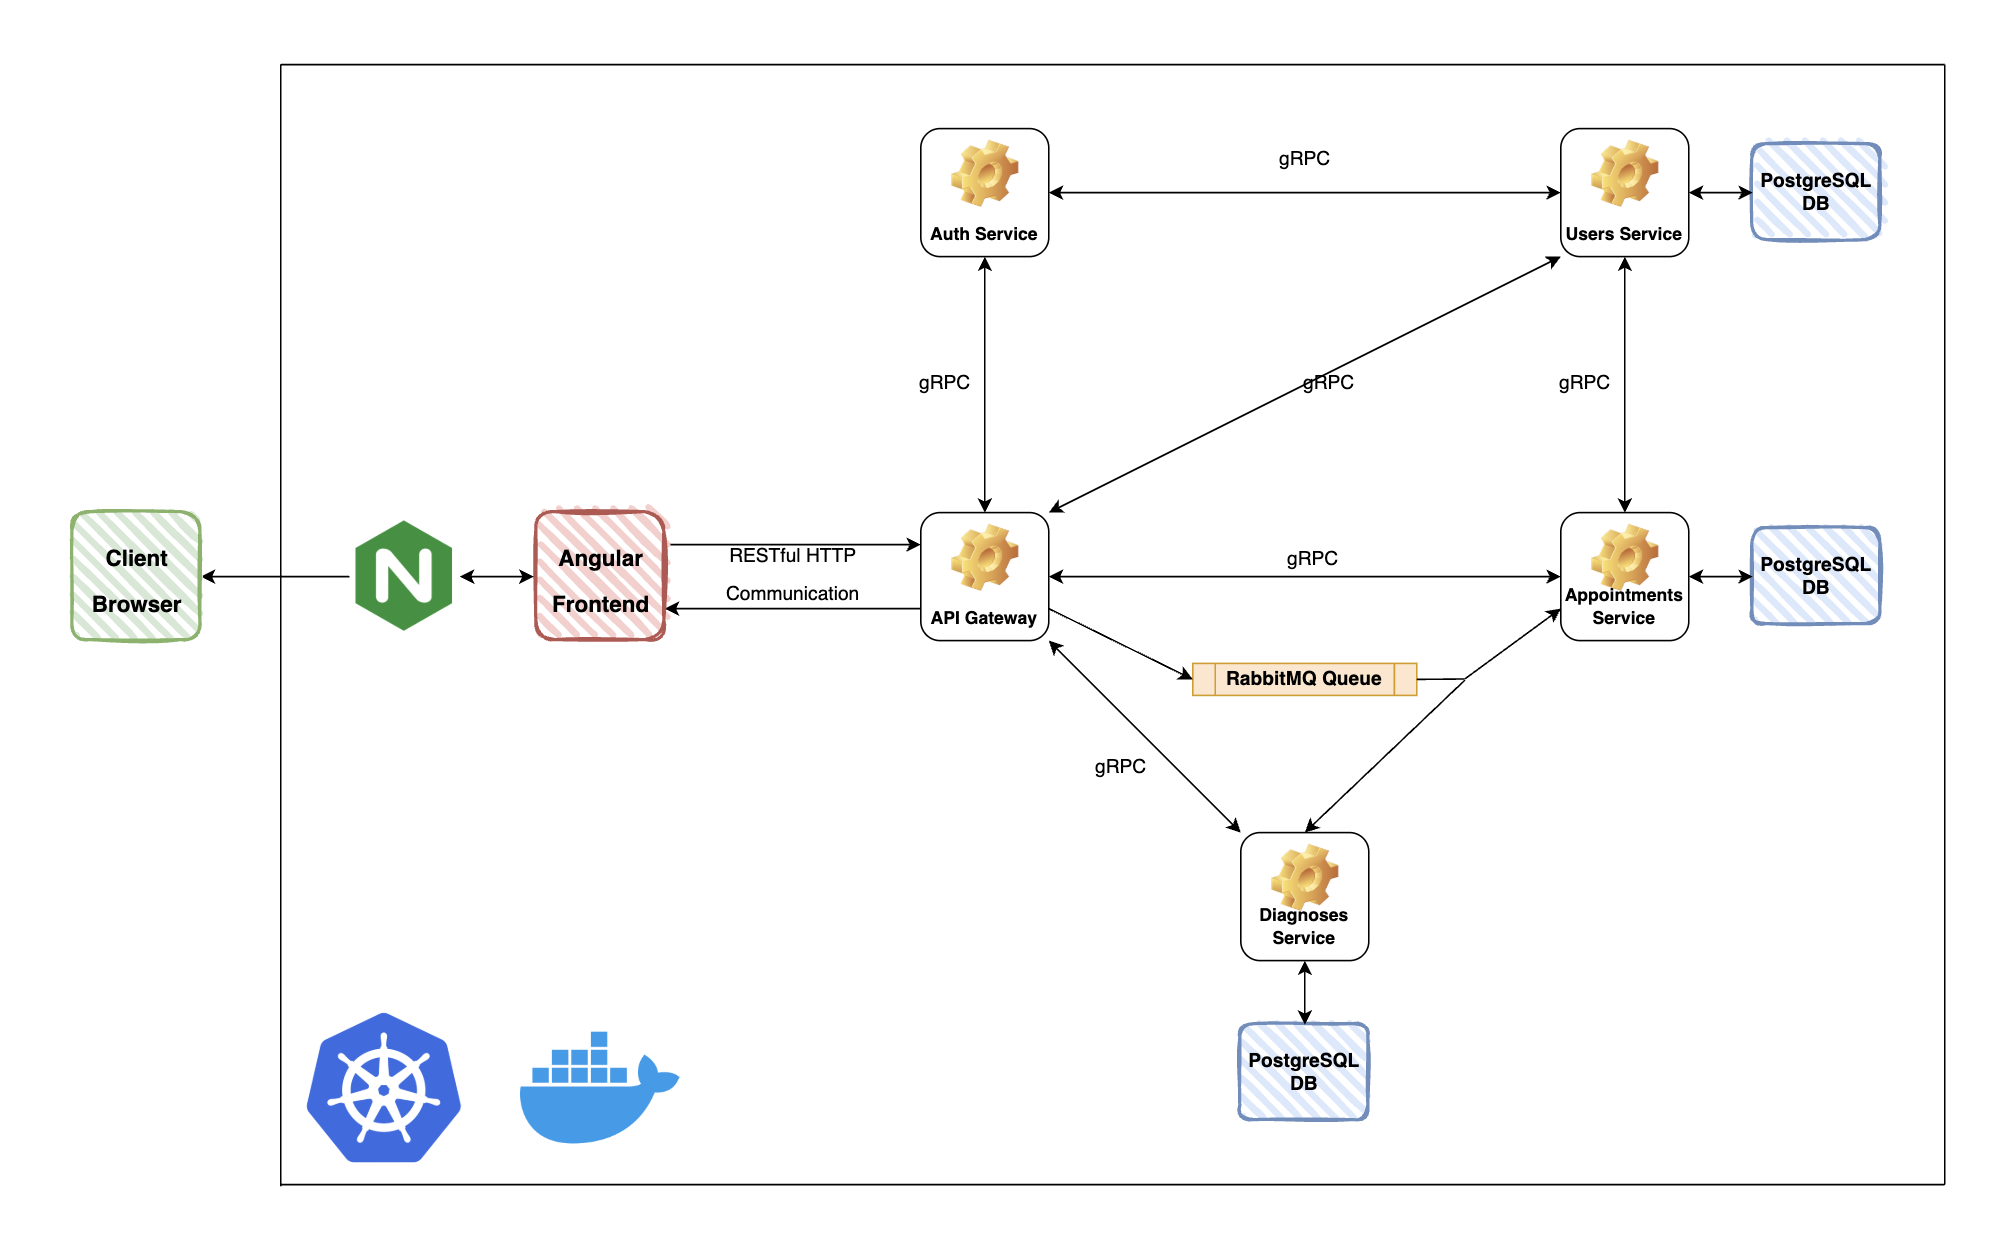 gRPC
Auth Service
Users Service
PostgreSQL
DB
gRPC
gRPC
gRPC
Client
Browser
N
Angular
Frontend
RESTful HTTP
Communication
API Gateway
gRPC
Appointments
Service
PostgreSQL
DB
RabbitMQ Queue
gRPC
Diagnoses
Service
PostgreSQL
DB